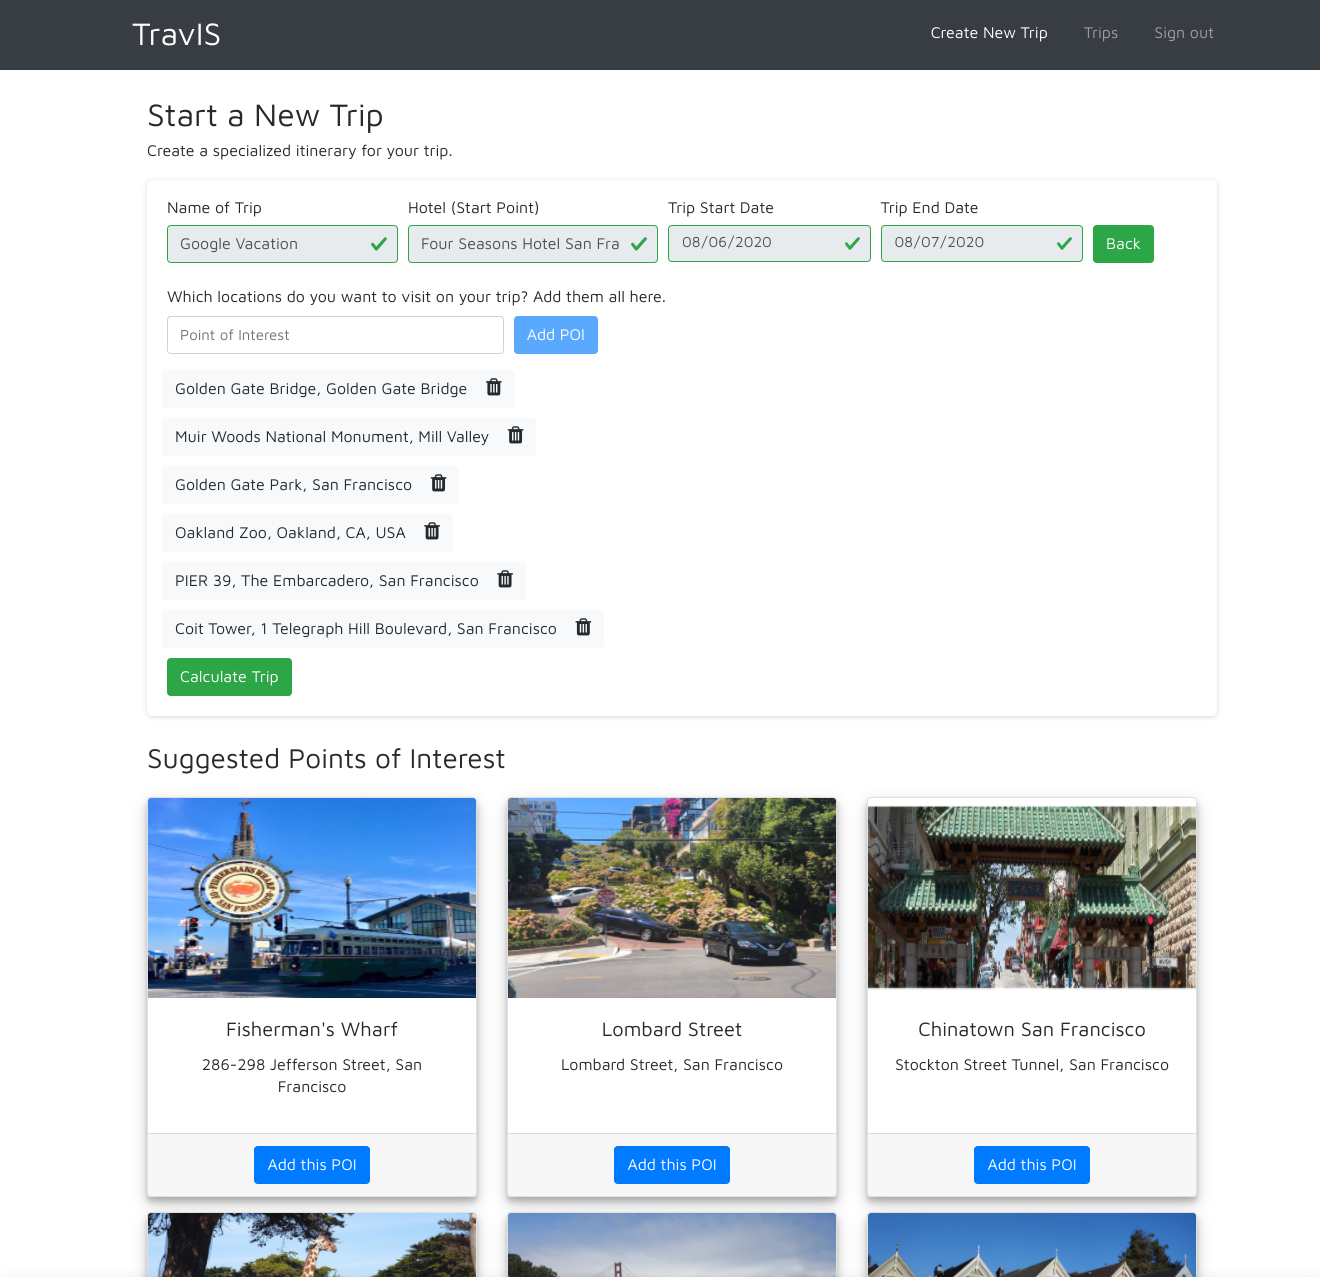 TravIS
Create New Trip
Trips
Sign out
Start a New Trip
Create a specialized itinerary for your trip.
Name of Trip
Hotel (Start Point)
Trip Start Date
Trip End Date
Google Vacation
Four Seasons Hotel San Fra
08/06/2020
08/07/2020
Back
Which locations do you want to visit on your trip? Add them all here.
Point of Interest
Add POI
Golden Gate Bridge, Golden Gate Bridge
Muir Woods National Monument, Mill Valley
Golden Gate Park, San Francisco
Oakland Zoo, Oakland, CA, USA
PIER 39, The Embarcadero, San Francisco
Coit Tower, 1 Telegraph Hill Boulevard, San Francisco
Calculate Trip
Suggested Points of Interest
FISHERMAN'S WHARF
OF SAN FRANCISCO
Fisherman's Wharf
286-298 Jefferson Street, San
Francisco
Add this POI
Lombard Street
Lombard Street, San Francisco
Add this POI
Chinatown San Francisco
Stockton Street Tunnel, San Francisco
Add this POI